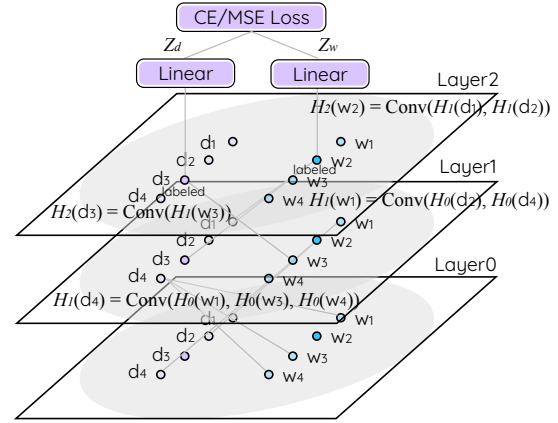 CE/MSE Loss
Zd Zw
Linear Linear
Layer2
H2(w2) = Conv(H1(d1), H1(d2))
d1 w1
d2 w2
labeled
d3 w3
Layer1
labeled
d4 w4
H1(w1) = Conv(H0(d2), H0(d4))
H2(d3) = Conv(H1(w3))
d1 w1
d2 w2
d3 w3
Layer0
d4 w4
H1(d4) = Conv(H0(w1), H0(w3), H0(w4))
d1 w1
d2 w2
d3 w3
d4 w4